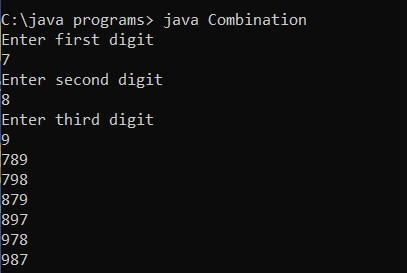 C:\java programs> java Combination
Enter first digit
7
Enter second digit
8
Enter third digit
9
789
798
879
897
978
987